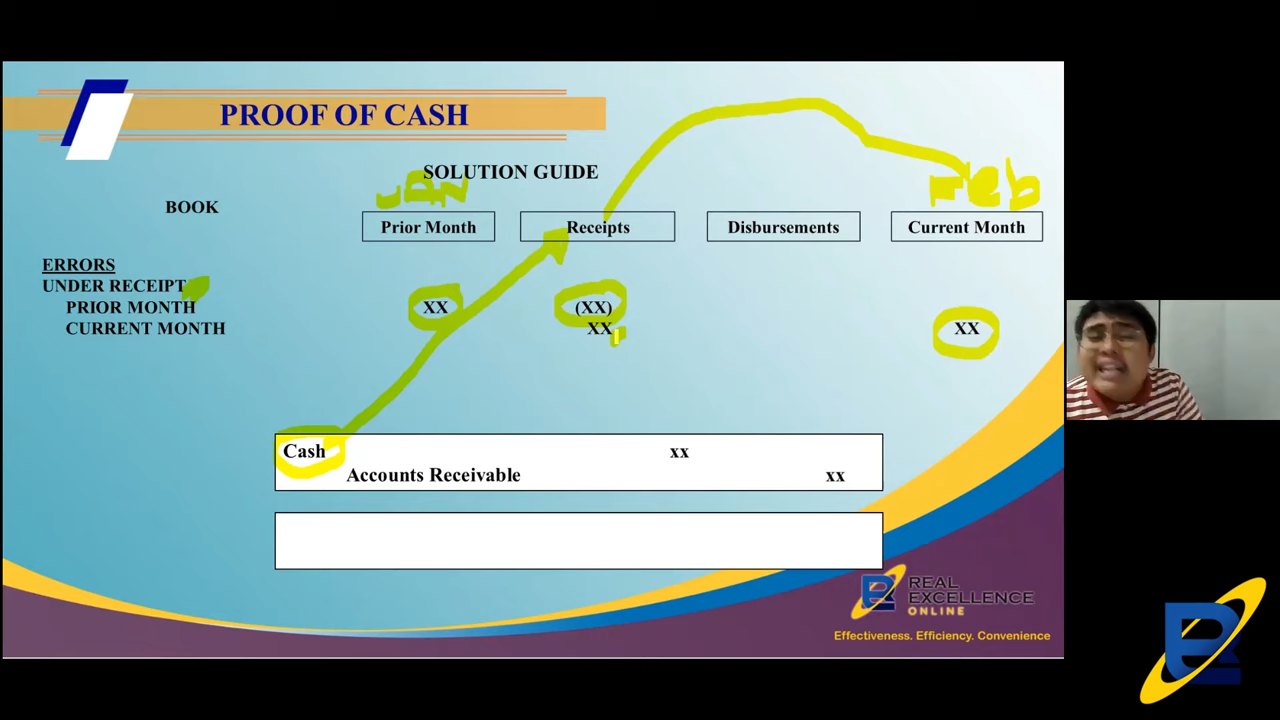 PROOF OF CASH
SOLUTION GUIDE
BOOK
Feb
Prior Month
Receipts
Disbursements
Current Month
ERRORS
UNDER RECEIPT
PRIOR MONTH XX (XX)
CURRENT MONTH XX XX
Cash xx
Accounts Receivable xx
REAL
EXCELLENCE
ONLINE
Effectiveness. Efficiency. Convenience